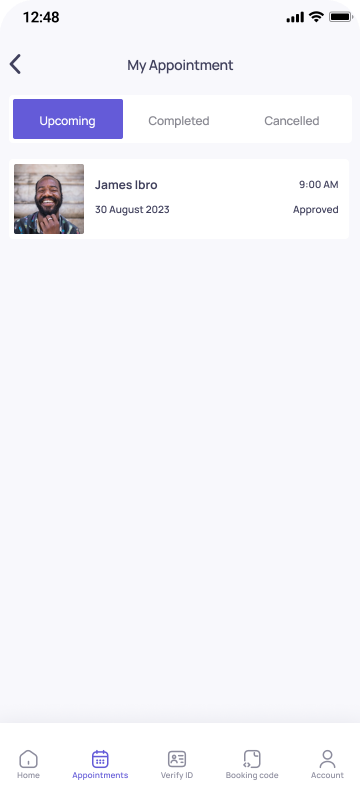 12:48
My Appointment
Upcoming Completed Cancelled
James Ibro 9:00 AM
30 August 2023 Approved
Home Appointments Verify ID Booking code Account